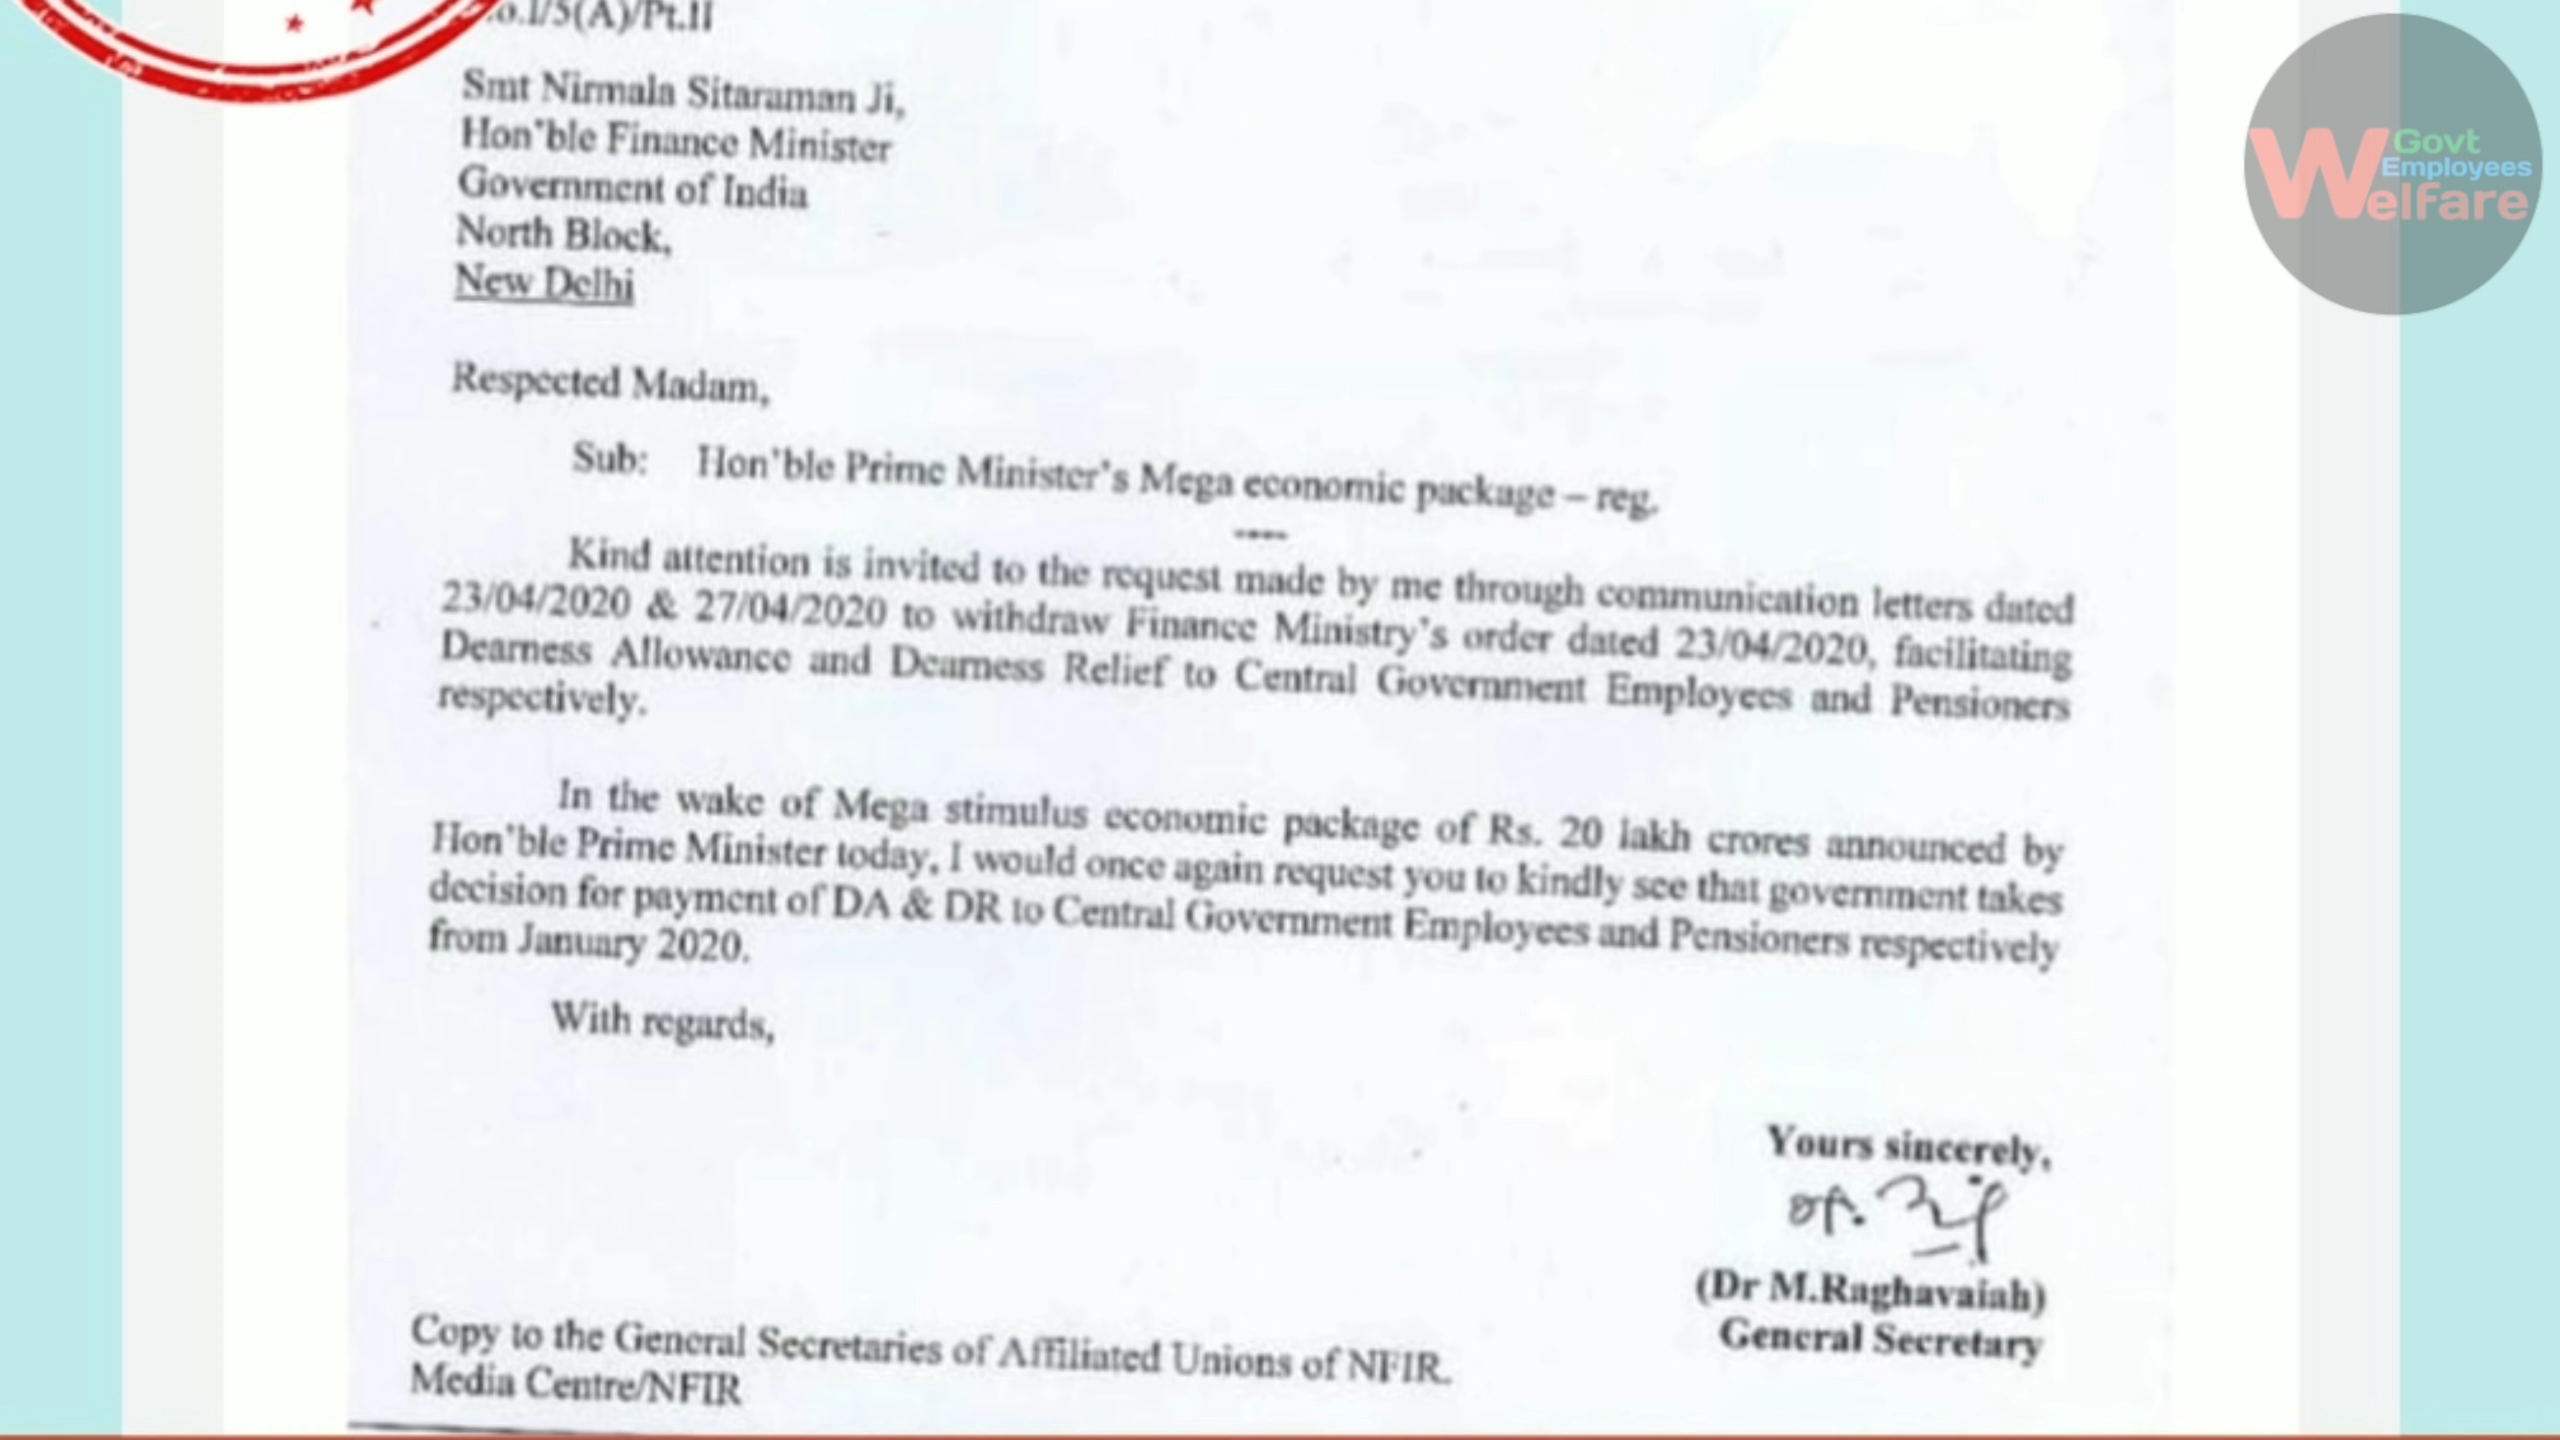 o.I/5(A)/Pt.II
Smt Nirmala Sitaraman Ji,
Hon'ble Finance Minister
Government of India
North Block,
New Delhi
Govt
Employees
Welfare
Respected Madam,
Sub: Hon'ble Prime Minister's Mega economic package – reg.
----
Kind attention is invited to the request made by me through communication letters dated
23/04/2020 & 27/04/2020 to withdraw Finance Ministry's order dated 23/04/2020, facilitating
Dearness Allowance and Dearness Relief to Central Government Employees and Pensioners
respectively.
In the wake of Mega stimulus economic package of Rs. 20 lakh crores announced by
Hon'ble Prime Minister today, I would once again request you to kindly see that government takes
decision for payment of DA & DR to Central Government Employees and Pensioners respectively
from January 2020.
With regards,
Yours sincerely,
(Dr M.Raghavaiah)
General Secretary
Copy to the General Secretaries of Affiliated Unions of NFIR.
Media Centre/NFIR